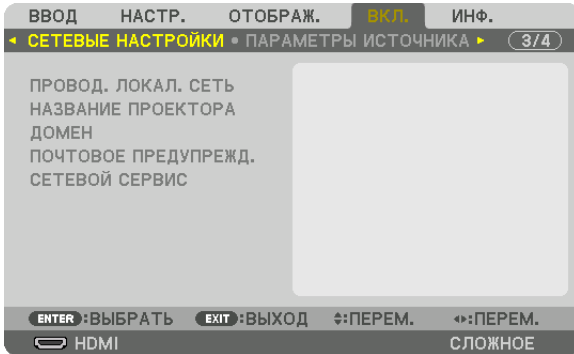 ВВОД НАСТР. ОТОБРАЖ. ВКЛ. ИНФ.
◄ СЕТЕВЫЕ НАСТРОЙКИ • ПАРАМЕТРЫ ИСТОЧНИКА ► 3/4
ПРОВОД. ЛОКАЛ. СЕТЬ
НАЗВАНИЕ ПРОЕКТОРА
ДОМЕН
ПОЧТОВОЕ ПРЕДУПРЕЖД.
СЕТЕВОЙ СЕРВИС
ENTER :ВЫБРАТЬ EXIT :ВЫХОД :ПЕРЕМ. :ПЕРЕМ.
HDMI СЛОЖНОЕ